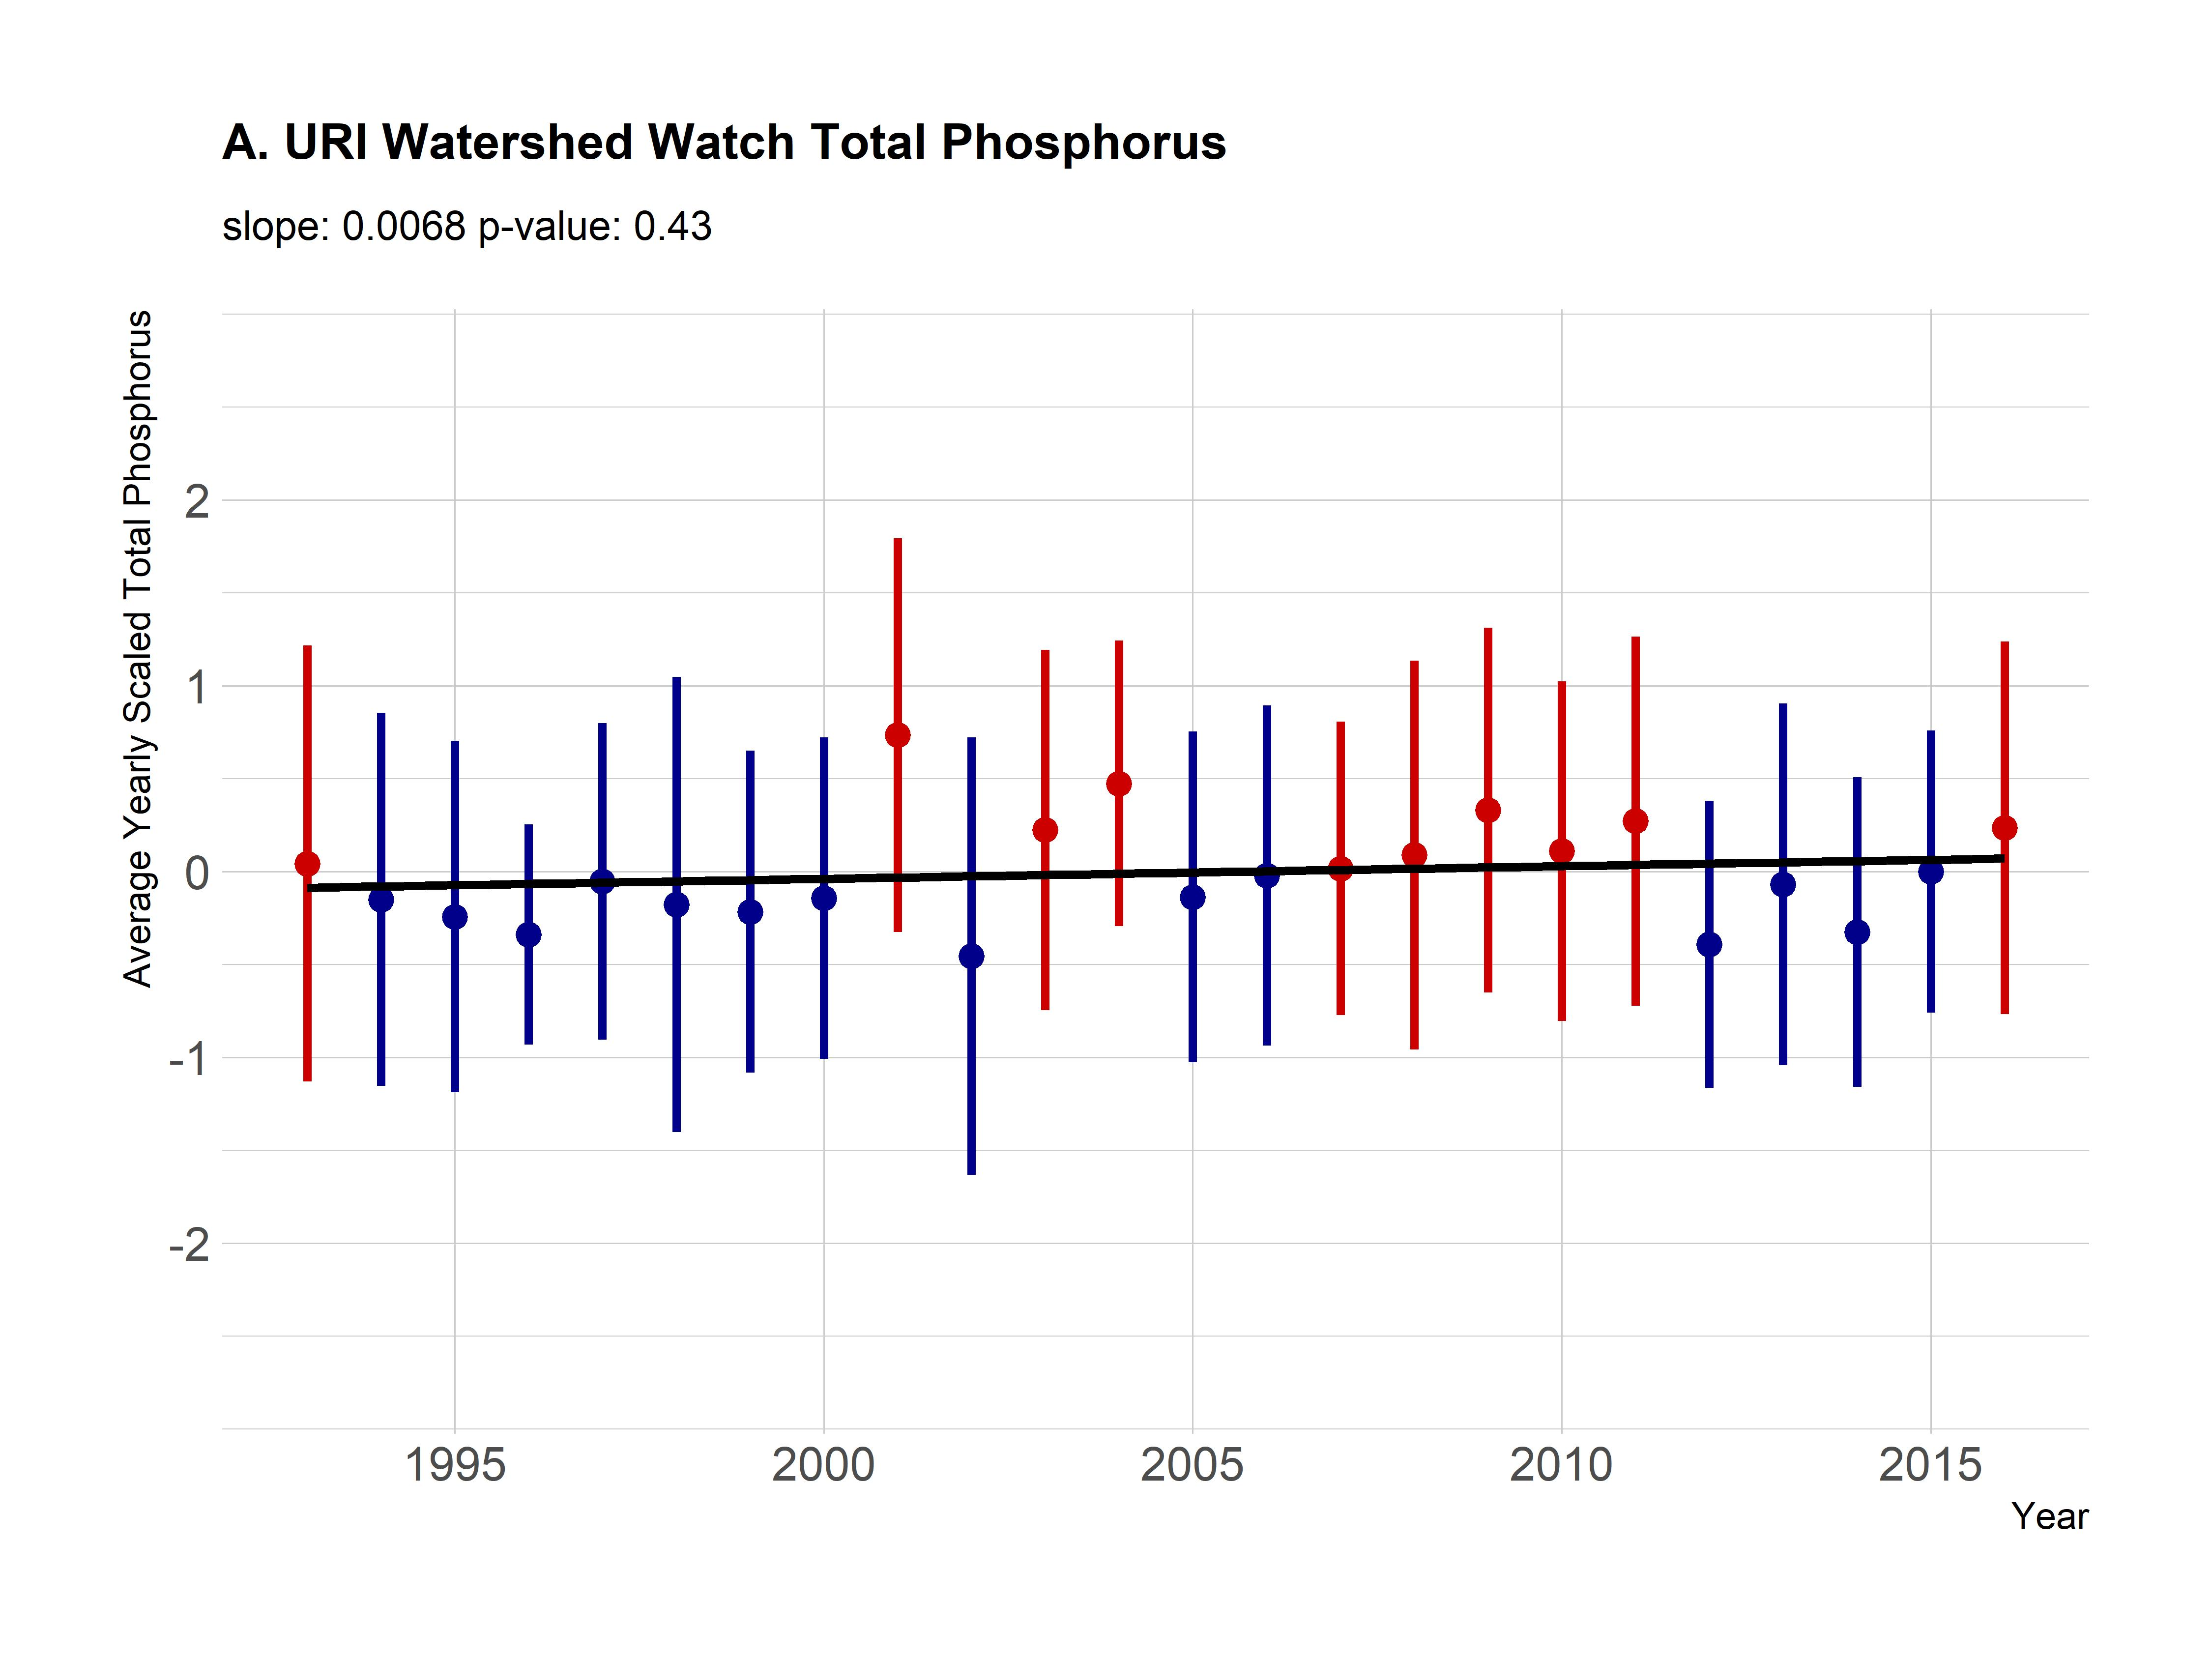 A. URI Watershed Watch Total Phosphorus
slope: 0.0068 p-value: 0.43
Average Yearly Scaled Total Phosphorus
2
1
0
-1
-2
1995 2000 2005 2010 2015
Year